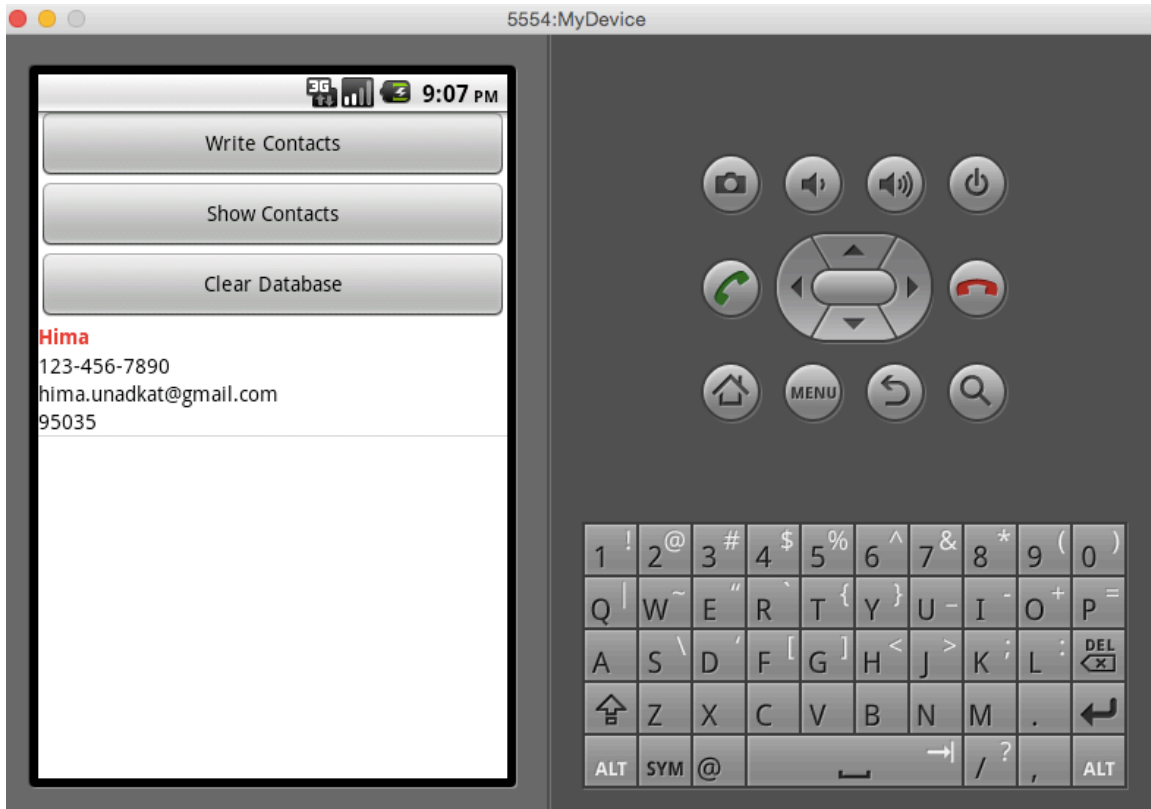 5554:MyDevice
3G 9:07 PM
Write Contacts
Show Contacts
Clear Database
Hima
123-456-7890
hima.unadkat@gmail.com
95035
MENU
1 ! 2 @ 3 # 4 $ 5 % 6 ^ 7 & 8 * 9 ( 0 )
Q | W ~ E " R ` T { Y } U _ I - O + P =
A S \ D ' F [ G ] H < J > K ; L : DEL
Z X C V B N M .
ALT SYM @ / ? , ALT